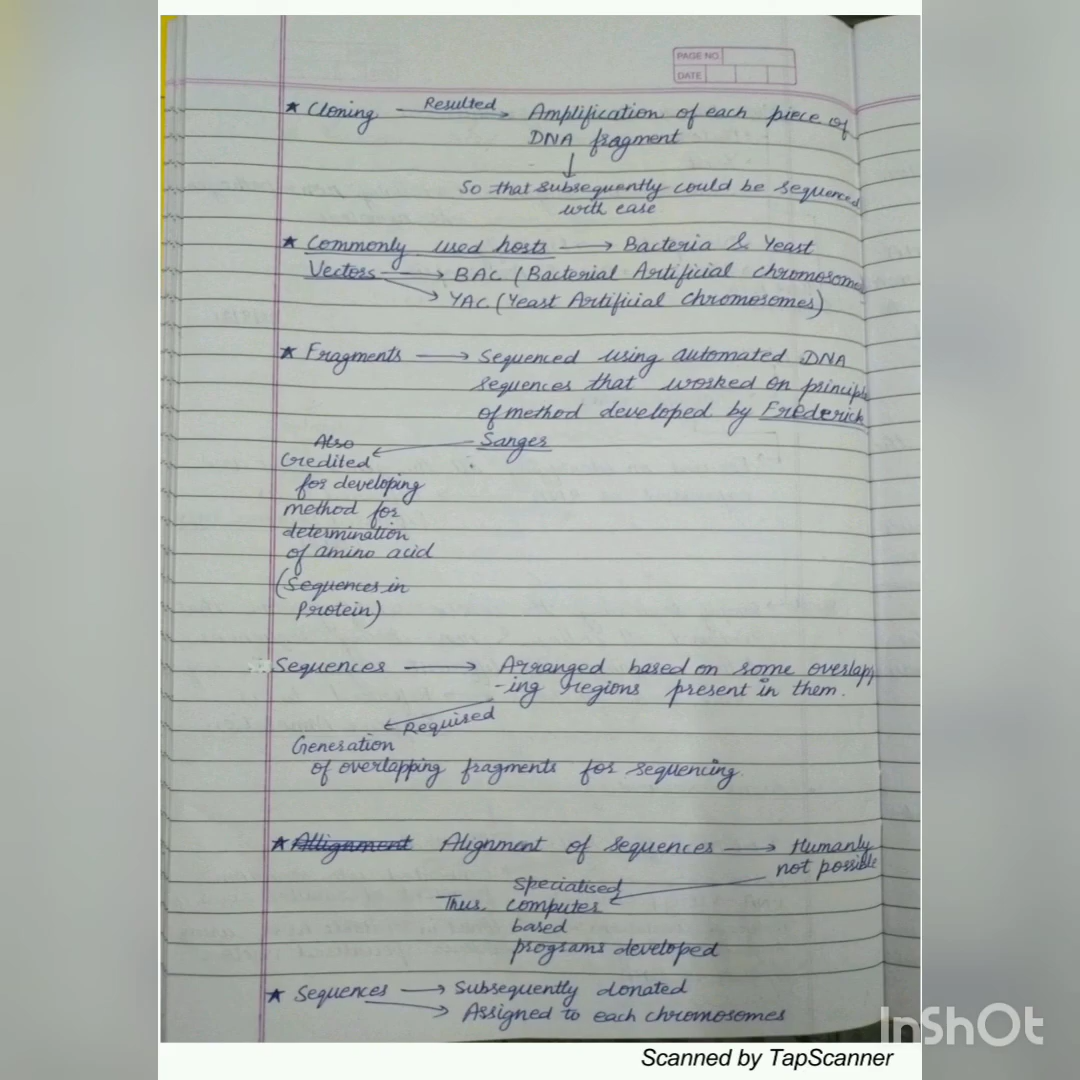 PAGE NO
DATE
★ Cloning Resulted → Amplification of each piece of
DNA fragment
↓
So that subsequently could be sequenced
with ease
★ Commonly used hosts → Bacteria & Yeast
Vectors → BAC (Bacterial Artificial chromosome
→ YAC (Yeast Artificial chromosomes)
★ Fragments → Sequenced using automated DNA
sequences that worked on principle
of method developed by Frederick
Sanger
Also
Credited
for developing
method for
determination
of amino acid
(Sequences in
Protein)
Sequences → Arranged based on some overlapp
-ing regions present in them.
Required
Generation
of overlapping fragments for sequencing.
★ Allignment Alignment of sequences → Humanly
not possible
Specialised
Thus computer
based
programs developed
★ Sequences → Subsequently donated
→ Assigned to each chromosomes
InShOt
Scanned by TapScanner